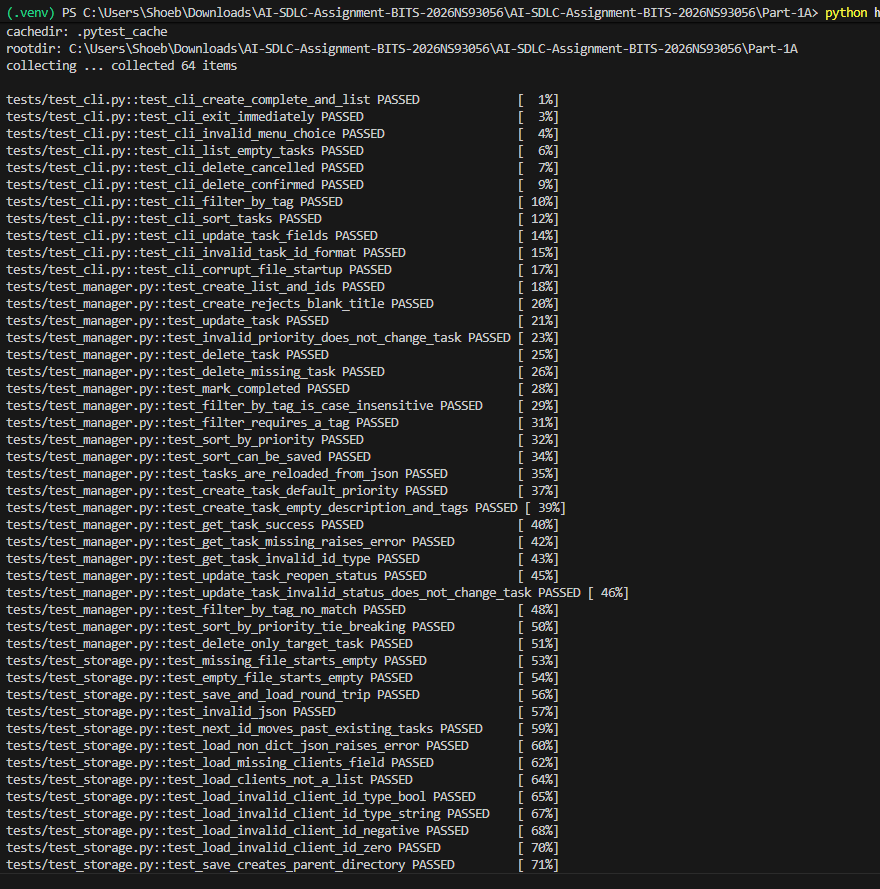 (.venv) PS C:\Users\Shoeb\Downloads\AI-SDLC-Assignment-BITS-2026NS93056\AI-SDLC-Assignment-BITS-2026NS93056\Part-1A> python h
cachedir: .pytest_cache
rootdir: C:\Users\Shoeb\Downloads\AI-SDLC-Assignment-BITS-2026NS93056\AI-SDLC-Assignment-BITS-2026NS93056\Part-1A
collecting ... collected 64 items
tests/test_cli.py::test_cli_create_complete_and_list PASSED [ 1%]
tests/test_cli.py::test_cli_exit_immediately PASSED [ 3%]
tests/test_cli.py::test_cli_invalid_menu_choice PASSED [ 4%]
tests/test_cli.py::test_cli_list_empty_tasks PASSED [ 6%]
tests/test_cli.py::test_cli_delete_cancelled PASSED [ 7%]
tests/test_cli.py::test_cli_delete_confirmed PASSED [ 9%]
tests/test_cli.py::test_cli_filter_by_tag PASSED [ 10%]
tests/test_cli.py::test_cli_sort_tasks PASSED [ 12%]
tests/test_cli.py::test_cli_update_task_fields PASSED [ 14%]
tests/test_cli.py::test_cli_invalid_task_id_format PASSED [ 15%]
tests/test_cli.py::test_cli_corrupt_file_startup PASSED [ 17%]
tests/test_manager.py::test_create_list_and_ids PASSED [ 18%]
tests/test_manager.py::test_create_rejects_blank_title PASSED [ 20%]
tests/test_manager.py::test_update_task PASSED [ 21%]
tests/test_manager.py::test_invalid_priority_does_not_change_task PASSED [ 23%]
tests/test_manager.py::test_delete_task PASSED [ 25%]
tests/test_manager.py::test_delete_missing_task PASSED [ 26%]
tests/test_manager.py::test_mark_completed PASSED [ 28%]
tests/test_manager.py::test_filter_by_tag_is_case_insensitive PASSED [ 29%]
tests/test_manager.py::test_filter_requires_a_tag PASSED [ 31%]
tests/test_manager.py::test_sort_by_priority PASSED [ 32%]
tests/test_manager.py::test_sort_can_be_saved PASSED [ 34%]
tests/test_manager.py::test_tasks_are_reloaded_from_json PASSED [ 35%]
tests/test_manager.py::test_create_task_default_priority PASSED [ 37%]
tests/test_manager.py::test_create_task_empty_description_and_tags PASSED [ 39%]
tests/test_manager.py::test_get_task_success PASSED [ 40%]
tests/test_manager.py::test_get_task_missing_raises_error PASSED [ 42%]
tests/test_manager.py::test_get_task_invalid_id_type PASSED [ 43%]
tests/test_manager.py::test_update_task_reopen_status PASSED [ 45%]
tests/test_manager.py::test_update_task_invalid_status_does_not_change_task PASSED [ 46%]
tests/test_manager.py::test_filter_by_tag_no_match PASSED [ 48%]
tests/test_manager.py::test_sort_by_priority_tie_breaking PASSED [ 50%]
tests/test_manager.py::test_delete_only_target_task PASSED [ 51%]
tests/test_storage.py::test_missing_file_starts_empty PASSED [ 53%]
tests/test_storage.py::test_empty_file_starts_empty PASSED [ 54%]
tests/test_storage.py::test_save_and_load_round_trip PASSED [ 56%]
tests/test_storage.py::test_invalid_json PASSED [ 57%]
tests/test_storage.py::test_next_id_moves_past_existing_tasks PASSED [ 59%]
tests/test_storage.py::test_load_non_dict_json_raises_error PASSED [ 60%]
tests/test_storage.py::test_load_missing_clients_field PASSED [ 62%]
tests/test_storage.py::test_load_clients_not_a_list PASSED [ 64%]
tests/test_storage.py::test_load_invalid_client_id_type_bool PASSED [ 65%]
tests/test_storage.py::test_load_invalid_client_id_type_string PASSED [ 67%]
tests/test_storage.py::test_load_invalid_client_id_negative PASSED [ 68%]
tests/test_storage.py::test_load_invalid_client_id_zero PASSED [ 70%]
tests/test_storage.py::test_save_creates_parent_directory PASSED [ 71%]